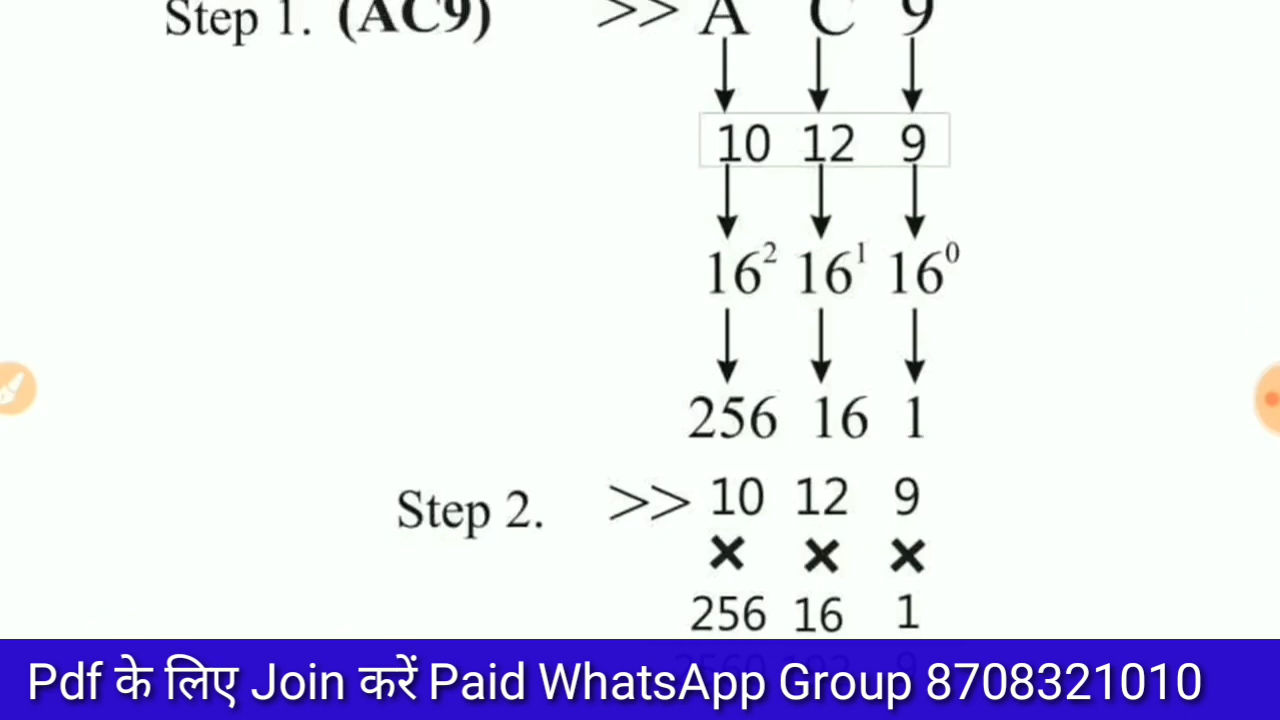 Step 1. (AC9) >> A C 9
10 12 9
16² 16¹ 16⁰
256 16 1
Step 2. >> 10 12 9
× × ×
256 16 1
Pdf के लिए Join करें Paid WhatsApp Group 8708321010